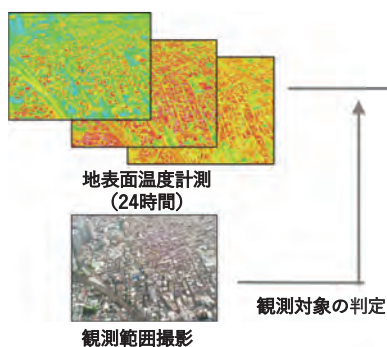 地表面温度計測
（24時間）
観測対象の判定
観測範囲撮影